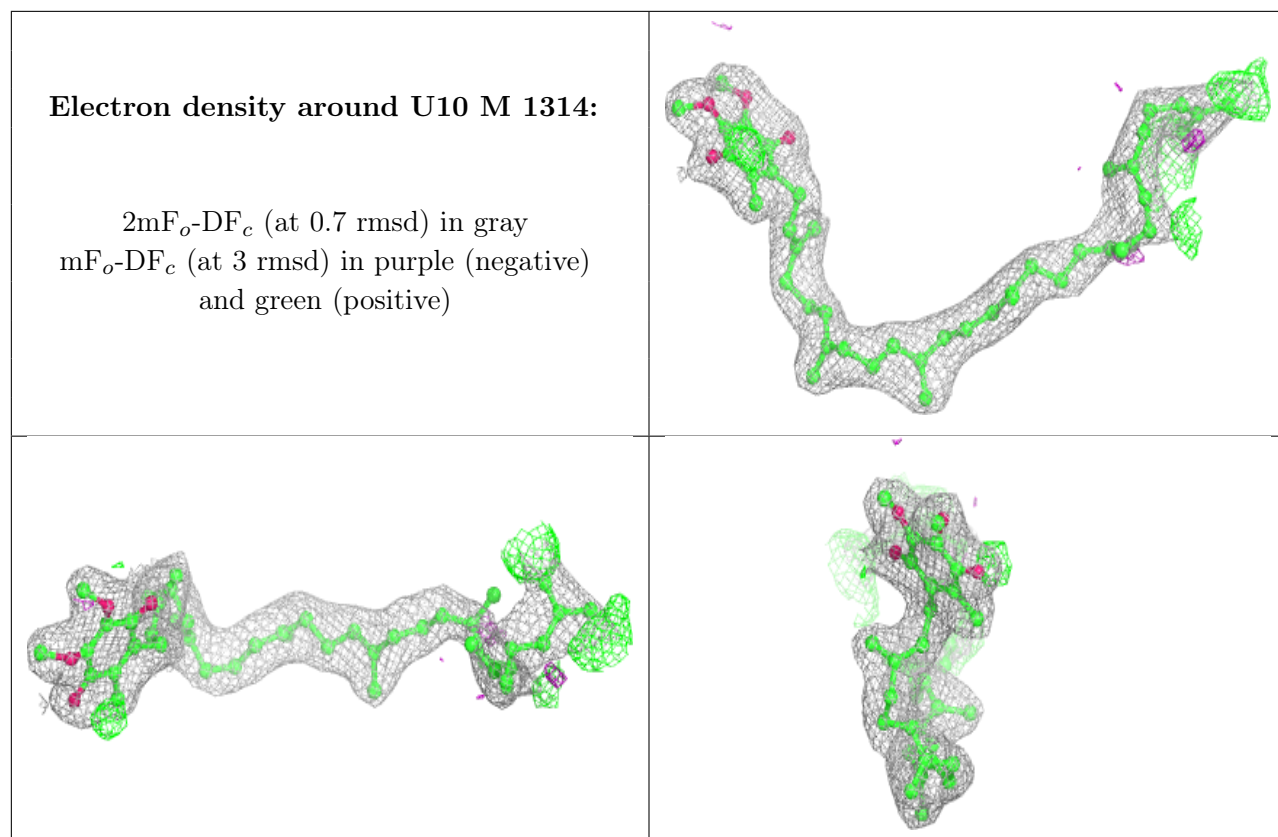 Electron density around U10 M 1314:
2mFo-DFc (at 0.7 rmsd) in gray
mFo-DFc (at 3 rmsd) in purple (negative)
and green (positive)